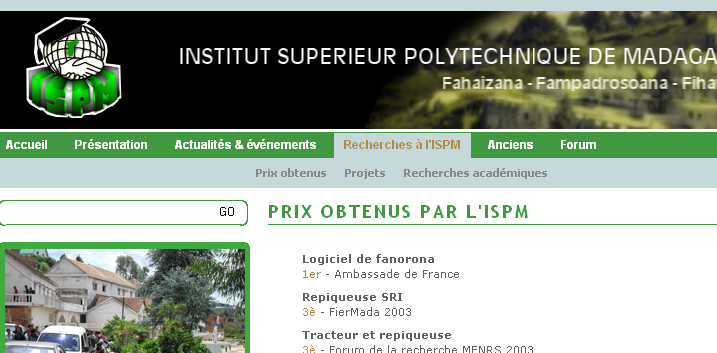 ISPM
INSTITUT SUPERIEUR POLYTECHNIQUE DE MADAGA
Fahaizana - Fampadrosoana - Fiha
Accueil Présentation Actualités & événements Recherches à l'ISPM Anciens Forum
Prix obtenus Projets Recherches académiques
GO
PRIX OBTENUS PAR L'ISPM
Logiciel de fanorona
1er - Ambassade de France
Repiqueuse SRI
3è - FierMada 2003
Tracteur et repiqueuse
3è - Forum de la recherche MENRS 2003